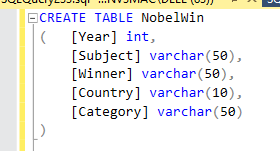 CREATE TABLE NobelWin
( [Year] int,
[Subject] varchar(50),
[Winner] varchar(50),
[Country] varchar(10),
[Category] varchar(50)
)